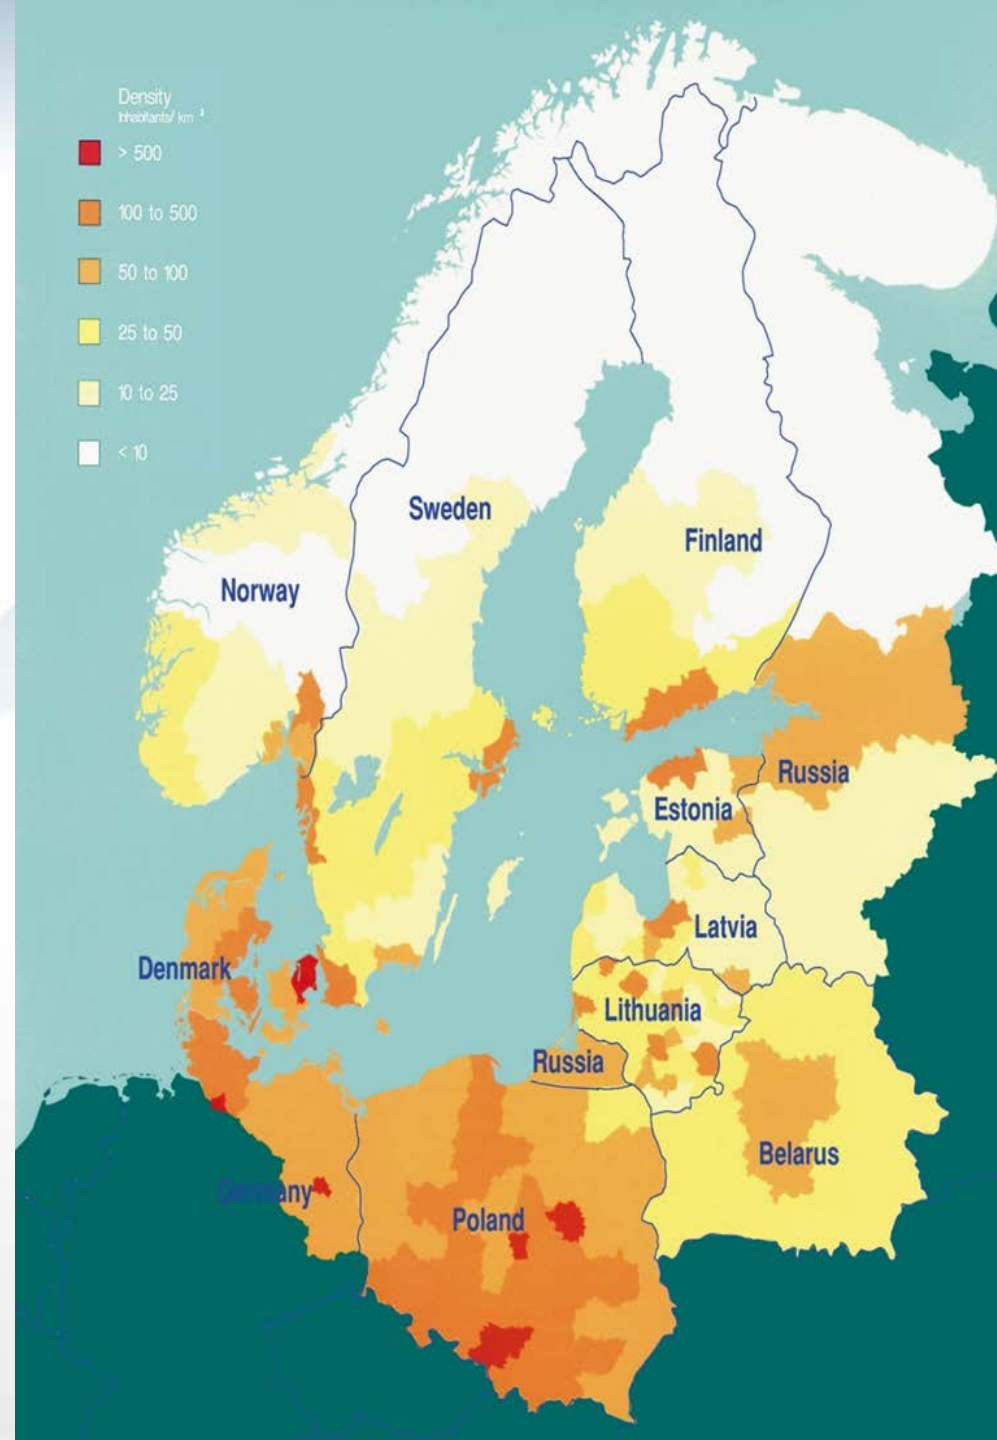 Density
Inhabitants/ km ³
> 500
100 to 500
50 to 100
25 to 50
10 to 25
< 10
Sweden
Finland
Norway
Russia
Estonia
Latvia
Denmark
Lithuania
Russia
Belarus
Germany
Poland